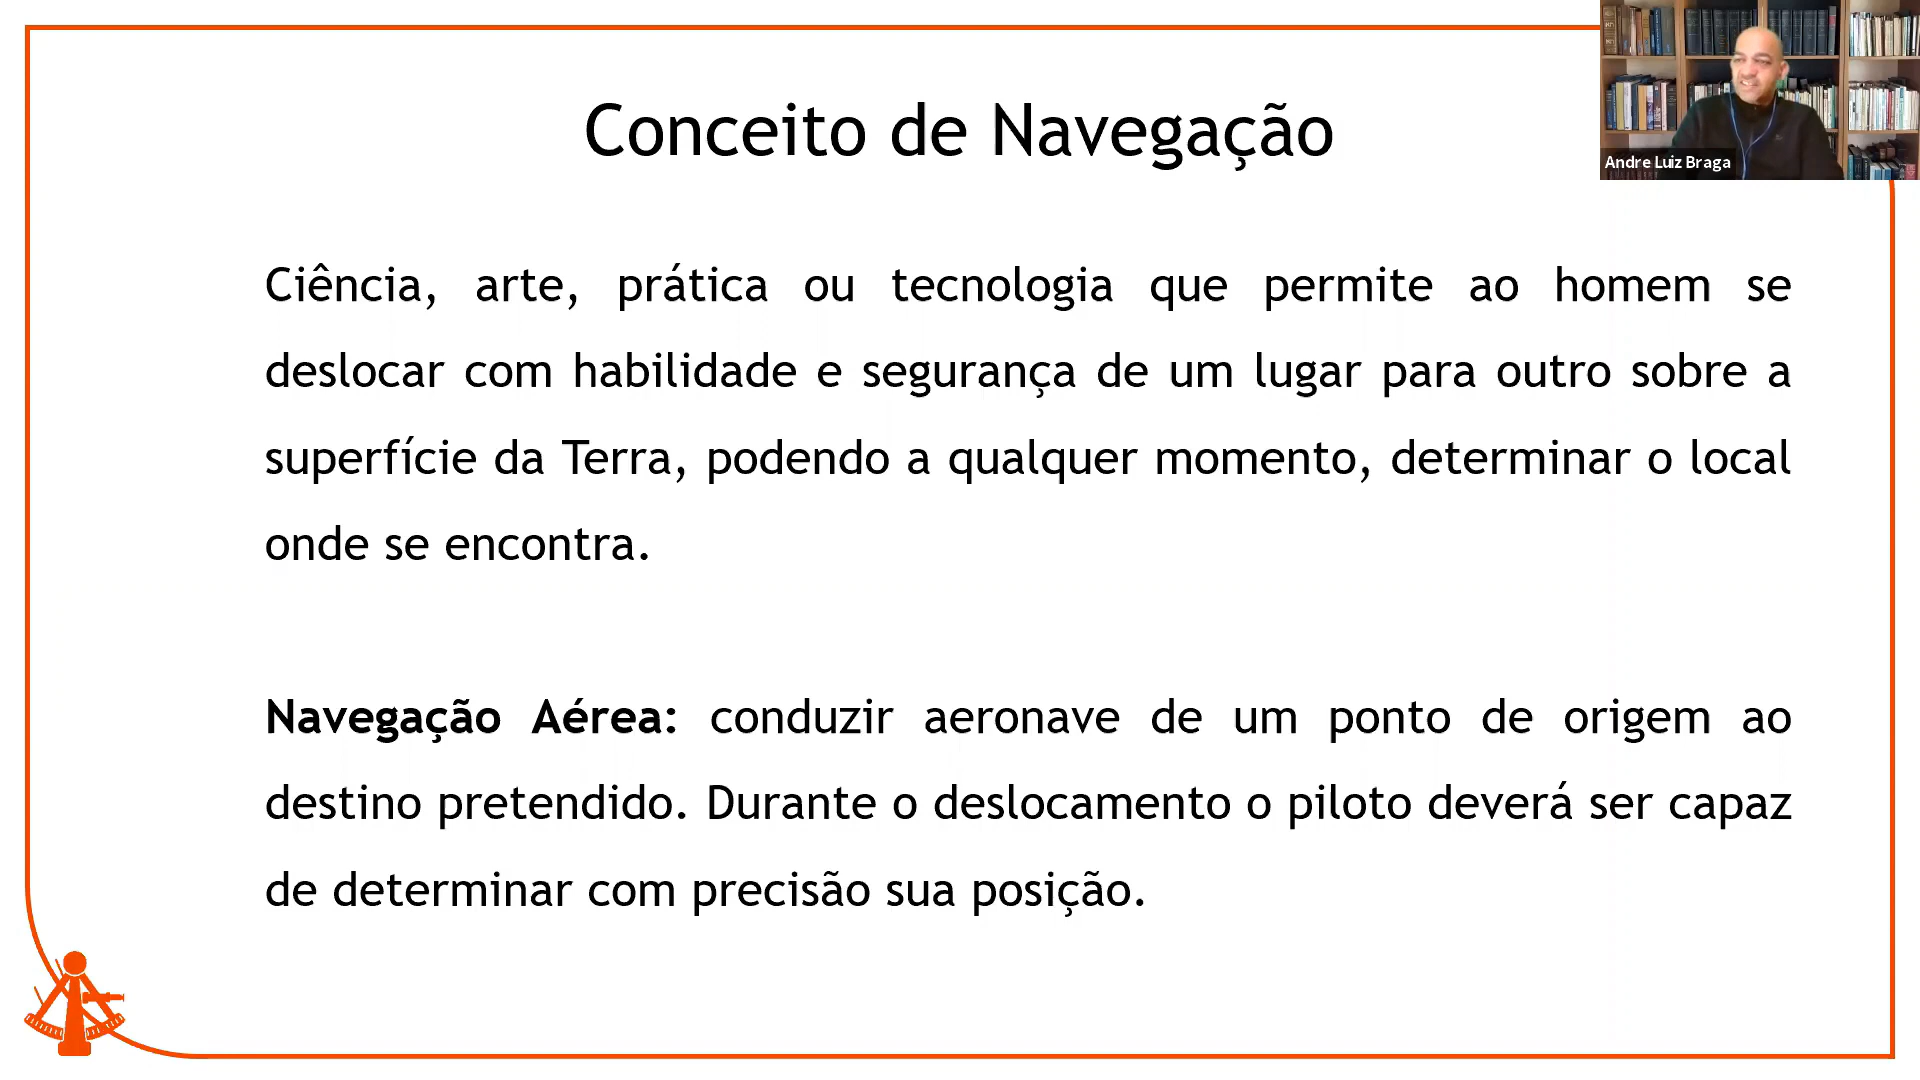 Conceito de Navegação
Andre Luiz Braga
Ciência, arte, prática ou tecnologia que permite ao homem se
deslocar com habilidade e segurança de um lugar para outro sobre a
superfície da Terra, podendo a qualquer momento, determinar o local
onde se encontra.
Navegação Aérea: conduzir aeronave de um ponto de origem ao
destino pretendido. Durante o deslocamento o piloto deverá ser capaz
de determinar com precisão sua posição.